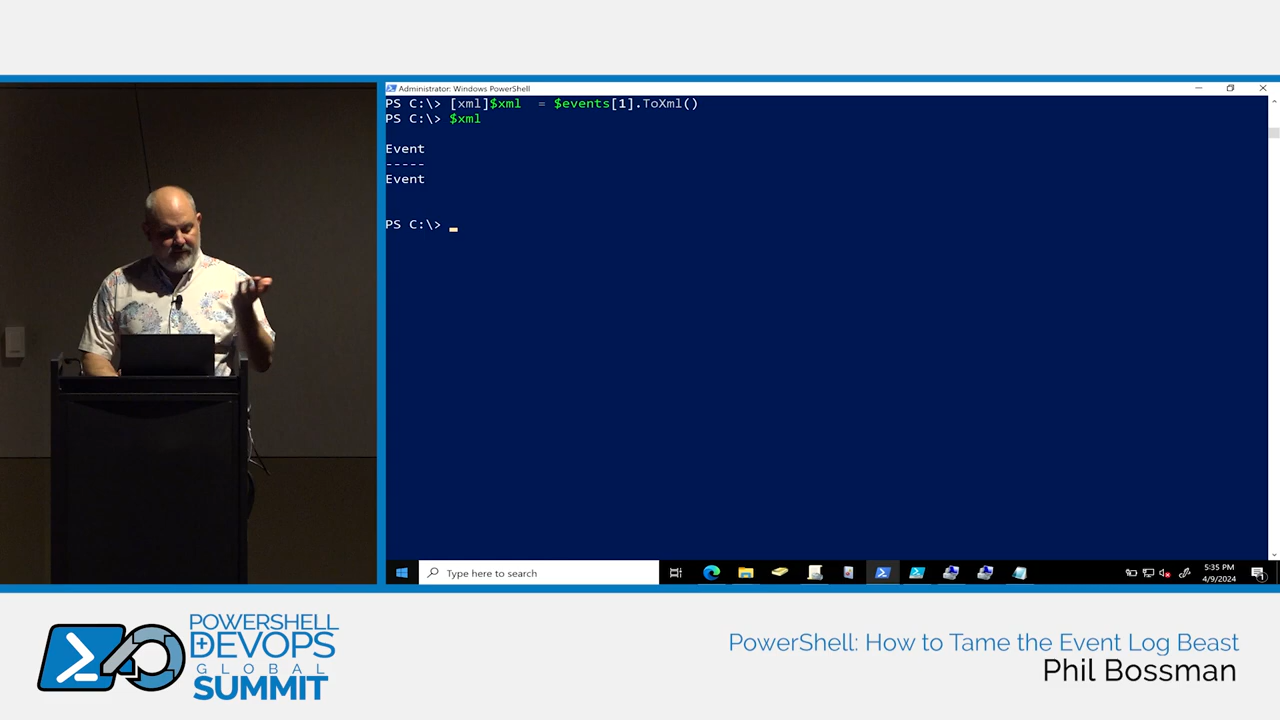 Administrator: Windows PowerShell
PS C:\> [xml]$xml  = $events[1].ToXml()
PS C:\> $xml
Event
-----
Event
PS C:\>
Type here to search
5:35 PM
4/9/2024
1
POWERSHELL
DEVOPS
GLOBAL
SUMMIT
PowerShell: How to Tame the Event Log Beast
Phil Bossman